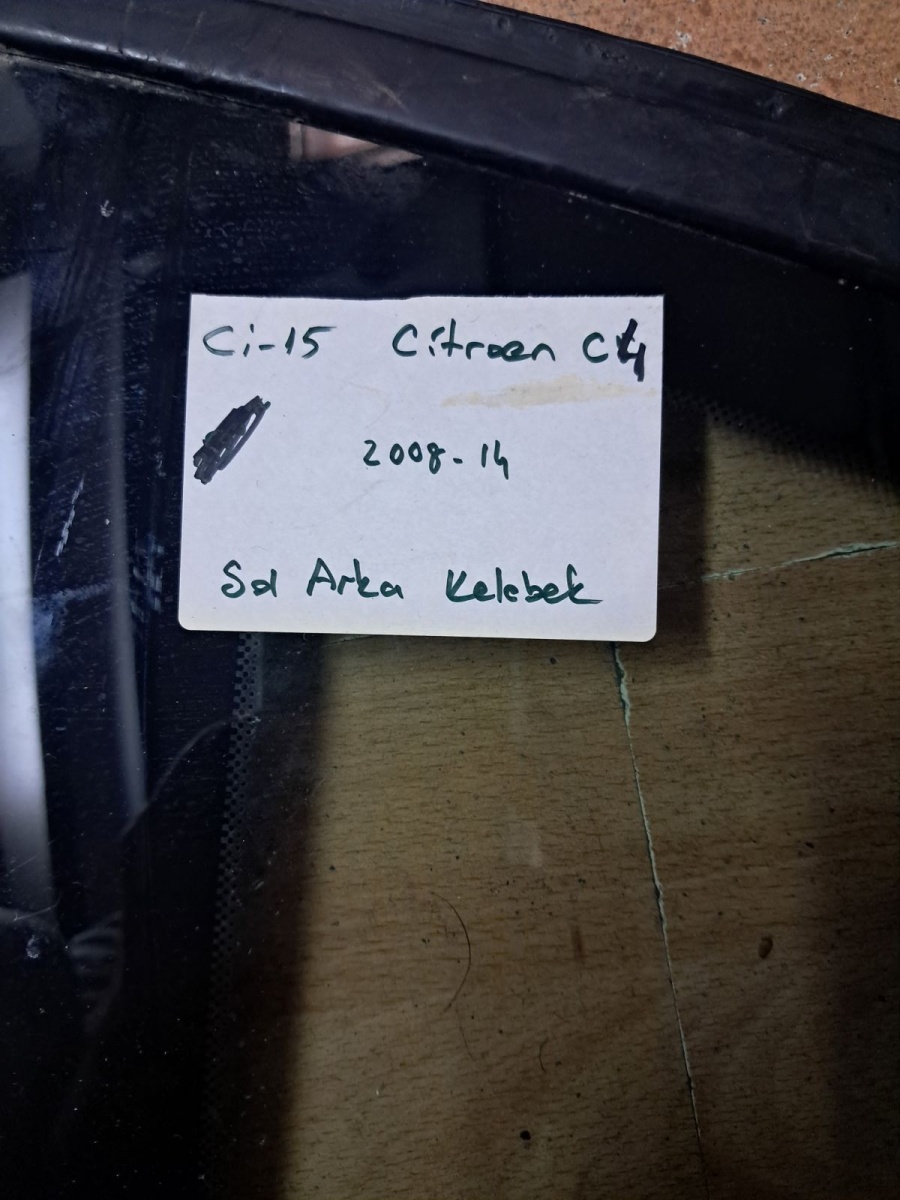 Ci-15 Citroen C4
2008-14
Sol Arka Kelebek